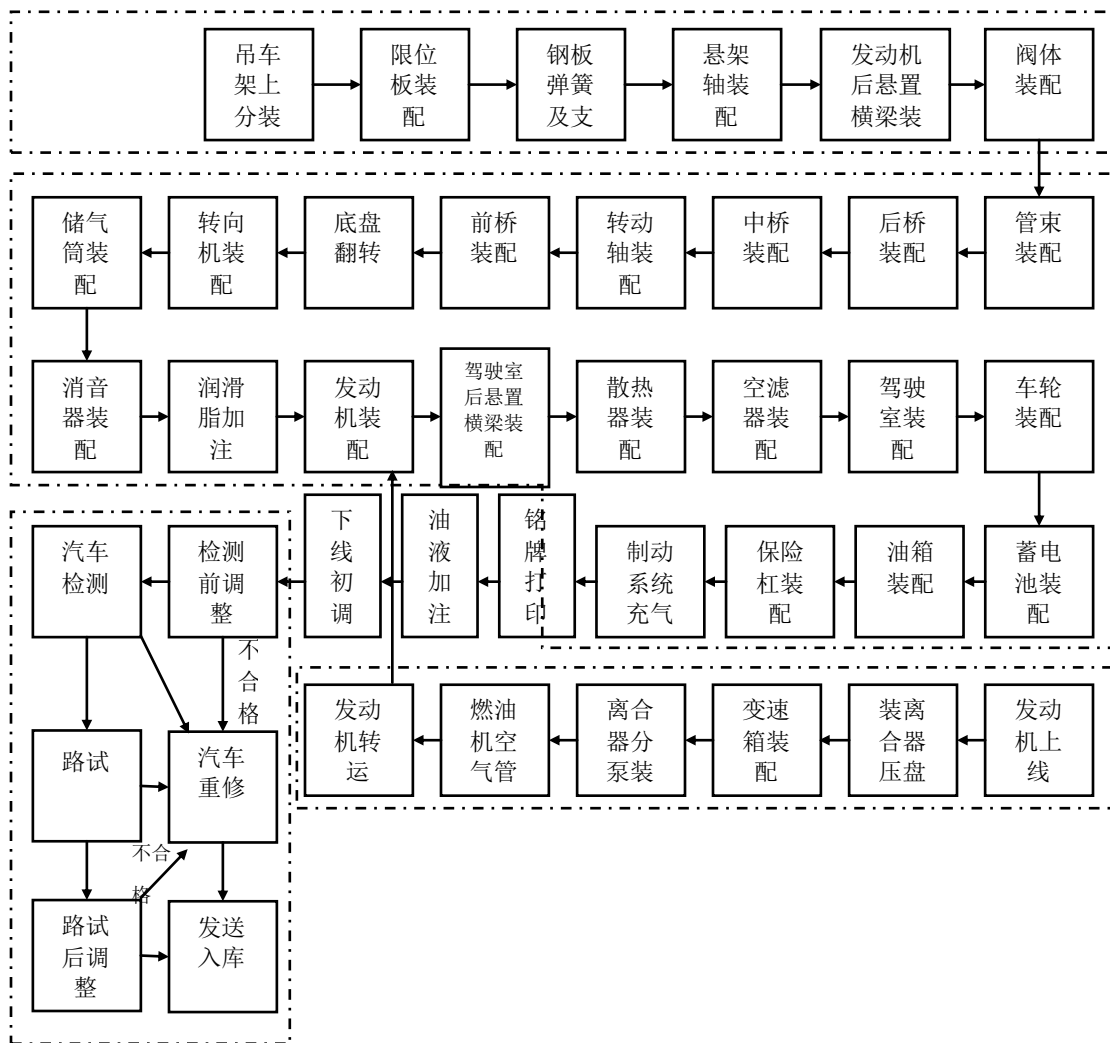 吊车
架上
分装
限位
板装
配
钢板
弹簧
及支
悬架
轴装
配
发动机
后悬置
横梁装
阀体
装配
储气
筒装
配
转向
机装
配
底盘
翻转
前桥
装配
转动
轴装
配
中桥
装配
后桥
装配
管束
装配
消音
器装
配
润滑
脂加
注
发动
机装
配
驾驶室
后悬置
横梁装
配
散热
器装
配
空滤
器装
配
驾驶
室装
配
车轮
装配
汽车
检测
检测
前调
整
下
线
初
调
油
液
加
注
铭
牌
打
印
制动
系统
充气
保险
杠装
配
油箱
装配
蓄电
池装
配
不
合
格
发动
机转
运
燃油
机空
气管
离合
器分
泵装
变速
箱装
配
装离
合器
压盘
发动
机上
线
路试
汽车
重修
不合
格
路试
后调
整
发送
入库